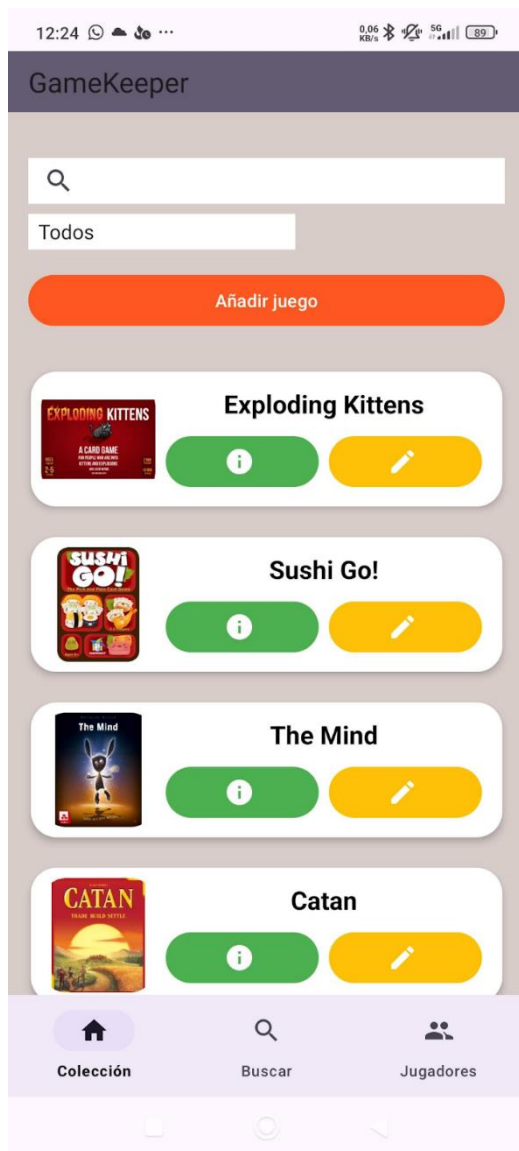 12:24
0,06
KB/s
5G
89
GameKeeper
Todos
Añadir juego
EXPLODING KITTENS
A CARD GAME
Exploding Kittens
SUSHI
GO!
Sushi Go!
The Mind
The Mind
CATAN
TRADE BUILD SETTLE
Catan
Colección
Buscar
Jugadores